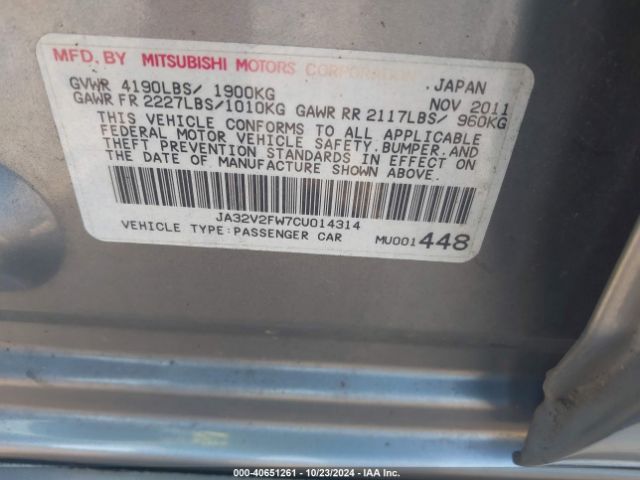 MFD. BY MITSUBISHI MOTORS CORPORATION JAPAN
GVWR 4190LBS/ 1900KG NOV 2011
GAWR FR 2227LBS/1010KG GAWR RR 2117LBS/ 960KG
THIS VEHICLE CONFORMS TO ALL APPLICABLE
FEDERAL MOTOR VEHICLE SAFETY.BUMPER.AND
THEFT PREVENTION STANDARDS IN EFFECT ON
THE DATE OF MANUFACTURE SHOWN ABOVE.
JA32V2FW7CU014314
VEHICLE TYPE:PASSENGER CAR MU001448
000-40651261 - 10/23/2024 - IAA Inc.